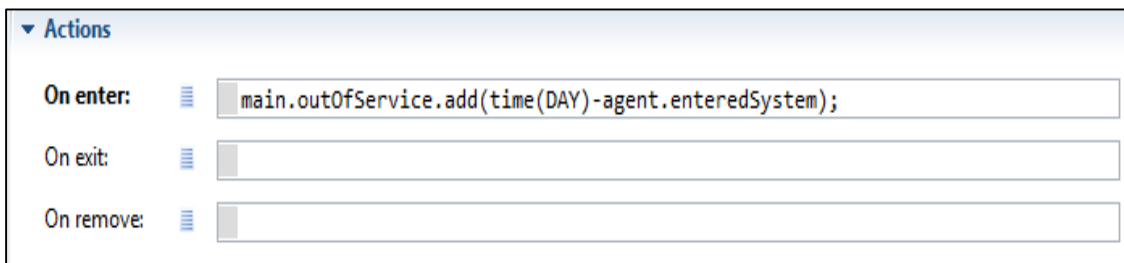 Actions
On enter: main.outOfService.add(time(DAY)-agent.enteredSystem);
On exit:
On remove: